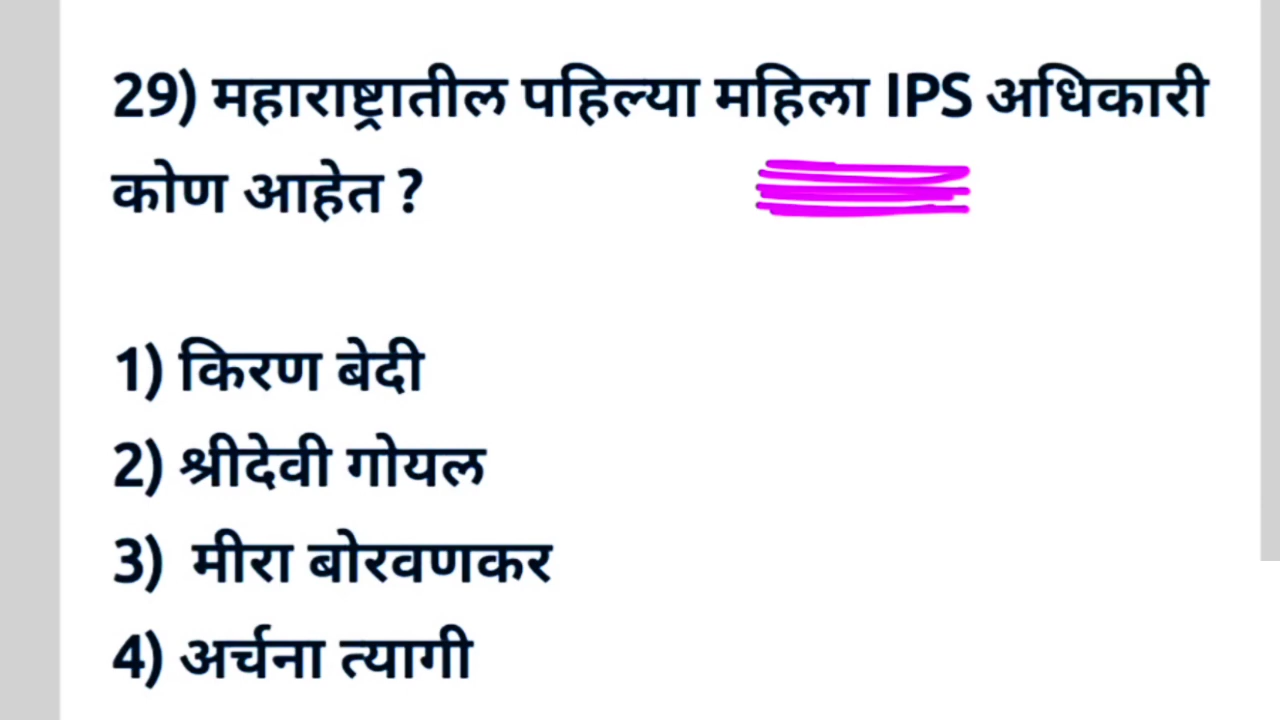 29) महाराष्ट्रातील पहिल्या महिला IPS अधिकारी
कोण आहेत ?
1) किरण बेदी
2) श्रीदेवी गोयल
3) मीरा बोरवणकर
4) अर्चना त्यागी